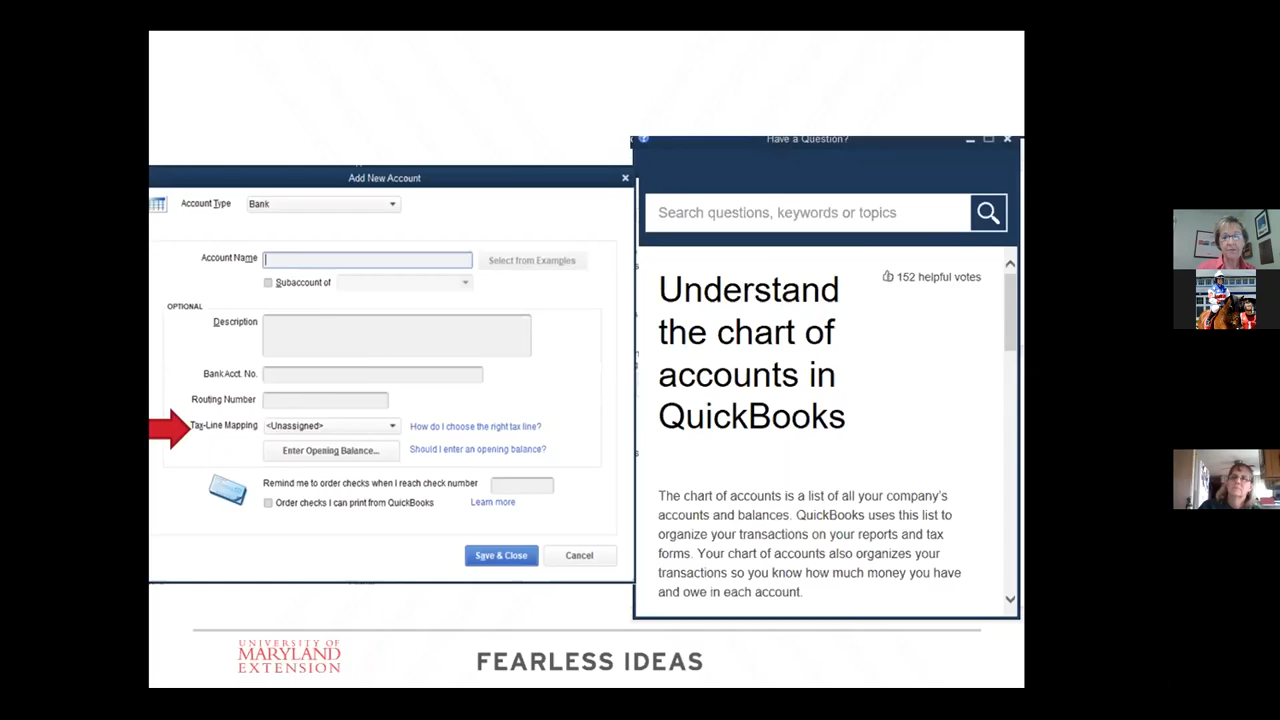 Add New Account
Account Type
Bank
Account Name
Select from Examples
Subaccount of
OPTIONAL
Description
Bank Acct. No.
Routing Number
Tax-Line Mapping
<Unassigned>
How do I choose the right tax line?
Enter Opening Balance...
Should I enter an opening balance?
Remind me to order checks when I reach check number
Order checks I can print from QuickBooks
Learn more
Save & Close
Cancel
Have a Question?
Search questions, keywords or topics
152 helpful votes
Understand
the chart of
accounts in
QuickBooks
The chart of accounts is a list of all your company's
accounts and balances. QuickBooks uses this list to
organize your transactions on your reports and tax
forms. Your chart of accounts also organizes your
transactions so you know how much money you have
and owe in each account.
UNIVERSITY OF
MARYLAND
EXTENSION
FEARLESS IDEAS